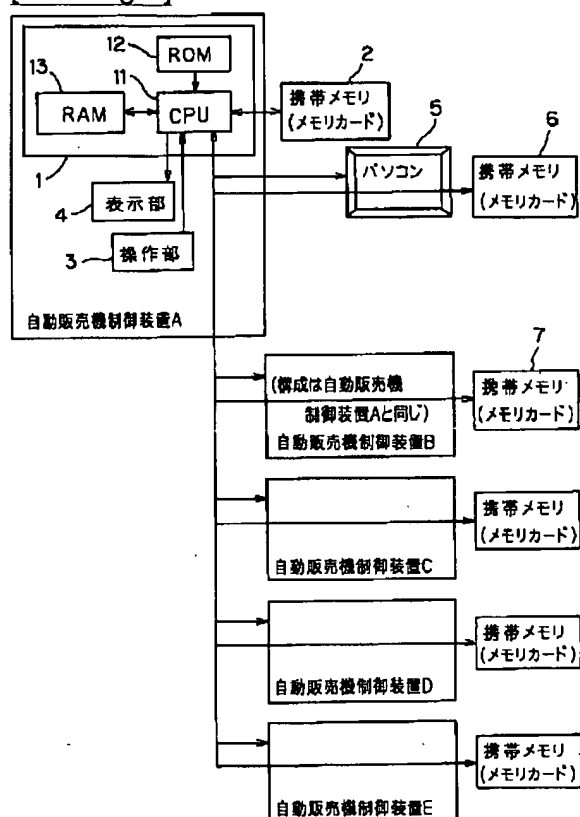 12
ROM
13
RAM
11
CPU
1
4
表示部
3
操作部
自動販売機制御装置A
2
携帯メモリ
(メモリカード)
5
パソコン
6
携帯メモリ
(メモリカード)
(構成は自動販売機
制御装置Aと同じ)
自動販売機制御装置B
7
携帯メモリ
(メモリカード)
自動販売機制御装置C
携帯メモリ
(メモリカード)
自動販売機制御装置D
携帯メモリ
(メモリカード)
自動販売機制御装置E
携帯メモリ
(メモリカード)